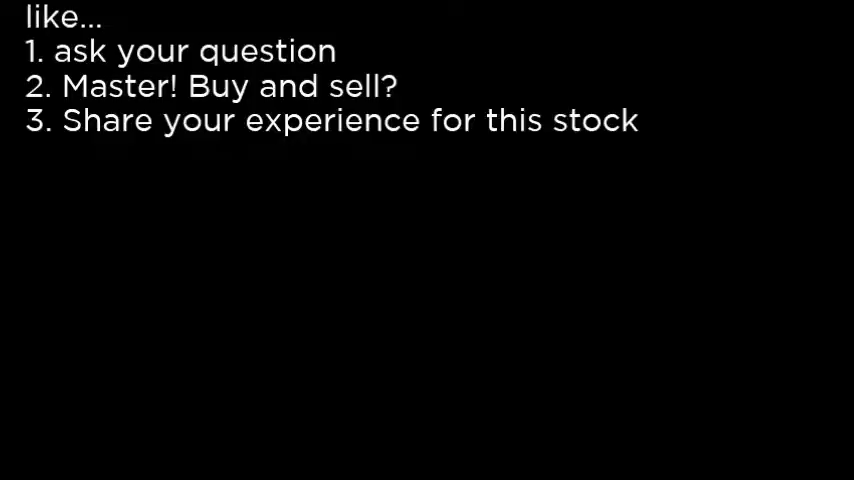 like...
1. ask your question
2. Master! Buy and sell?
3. Share your experience for this stock